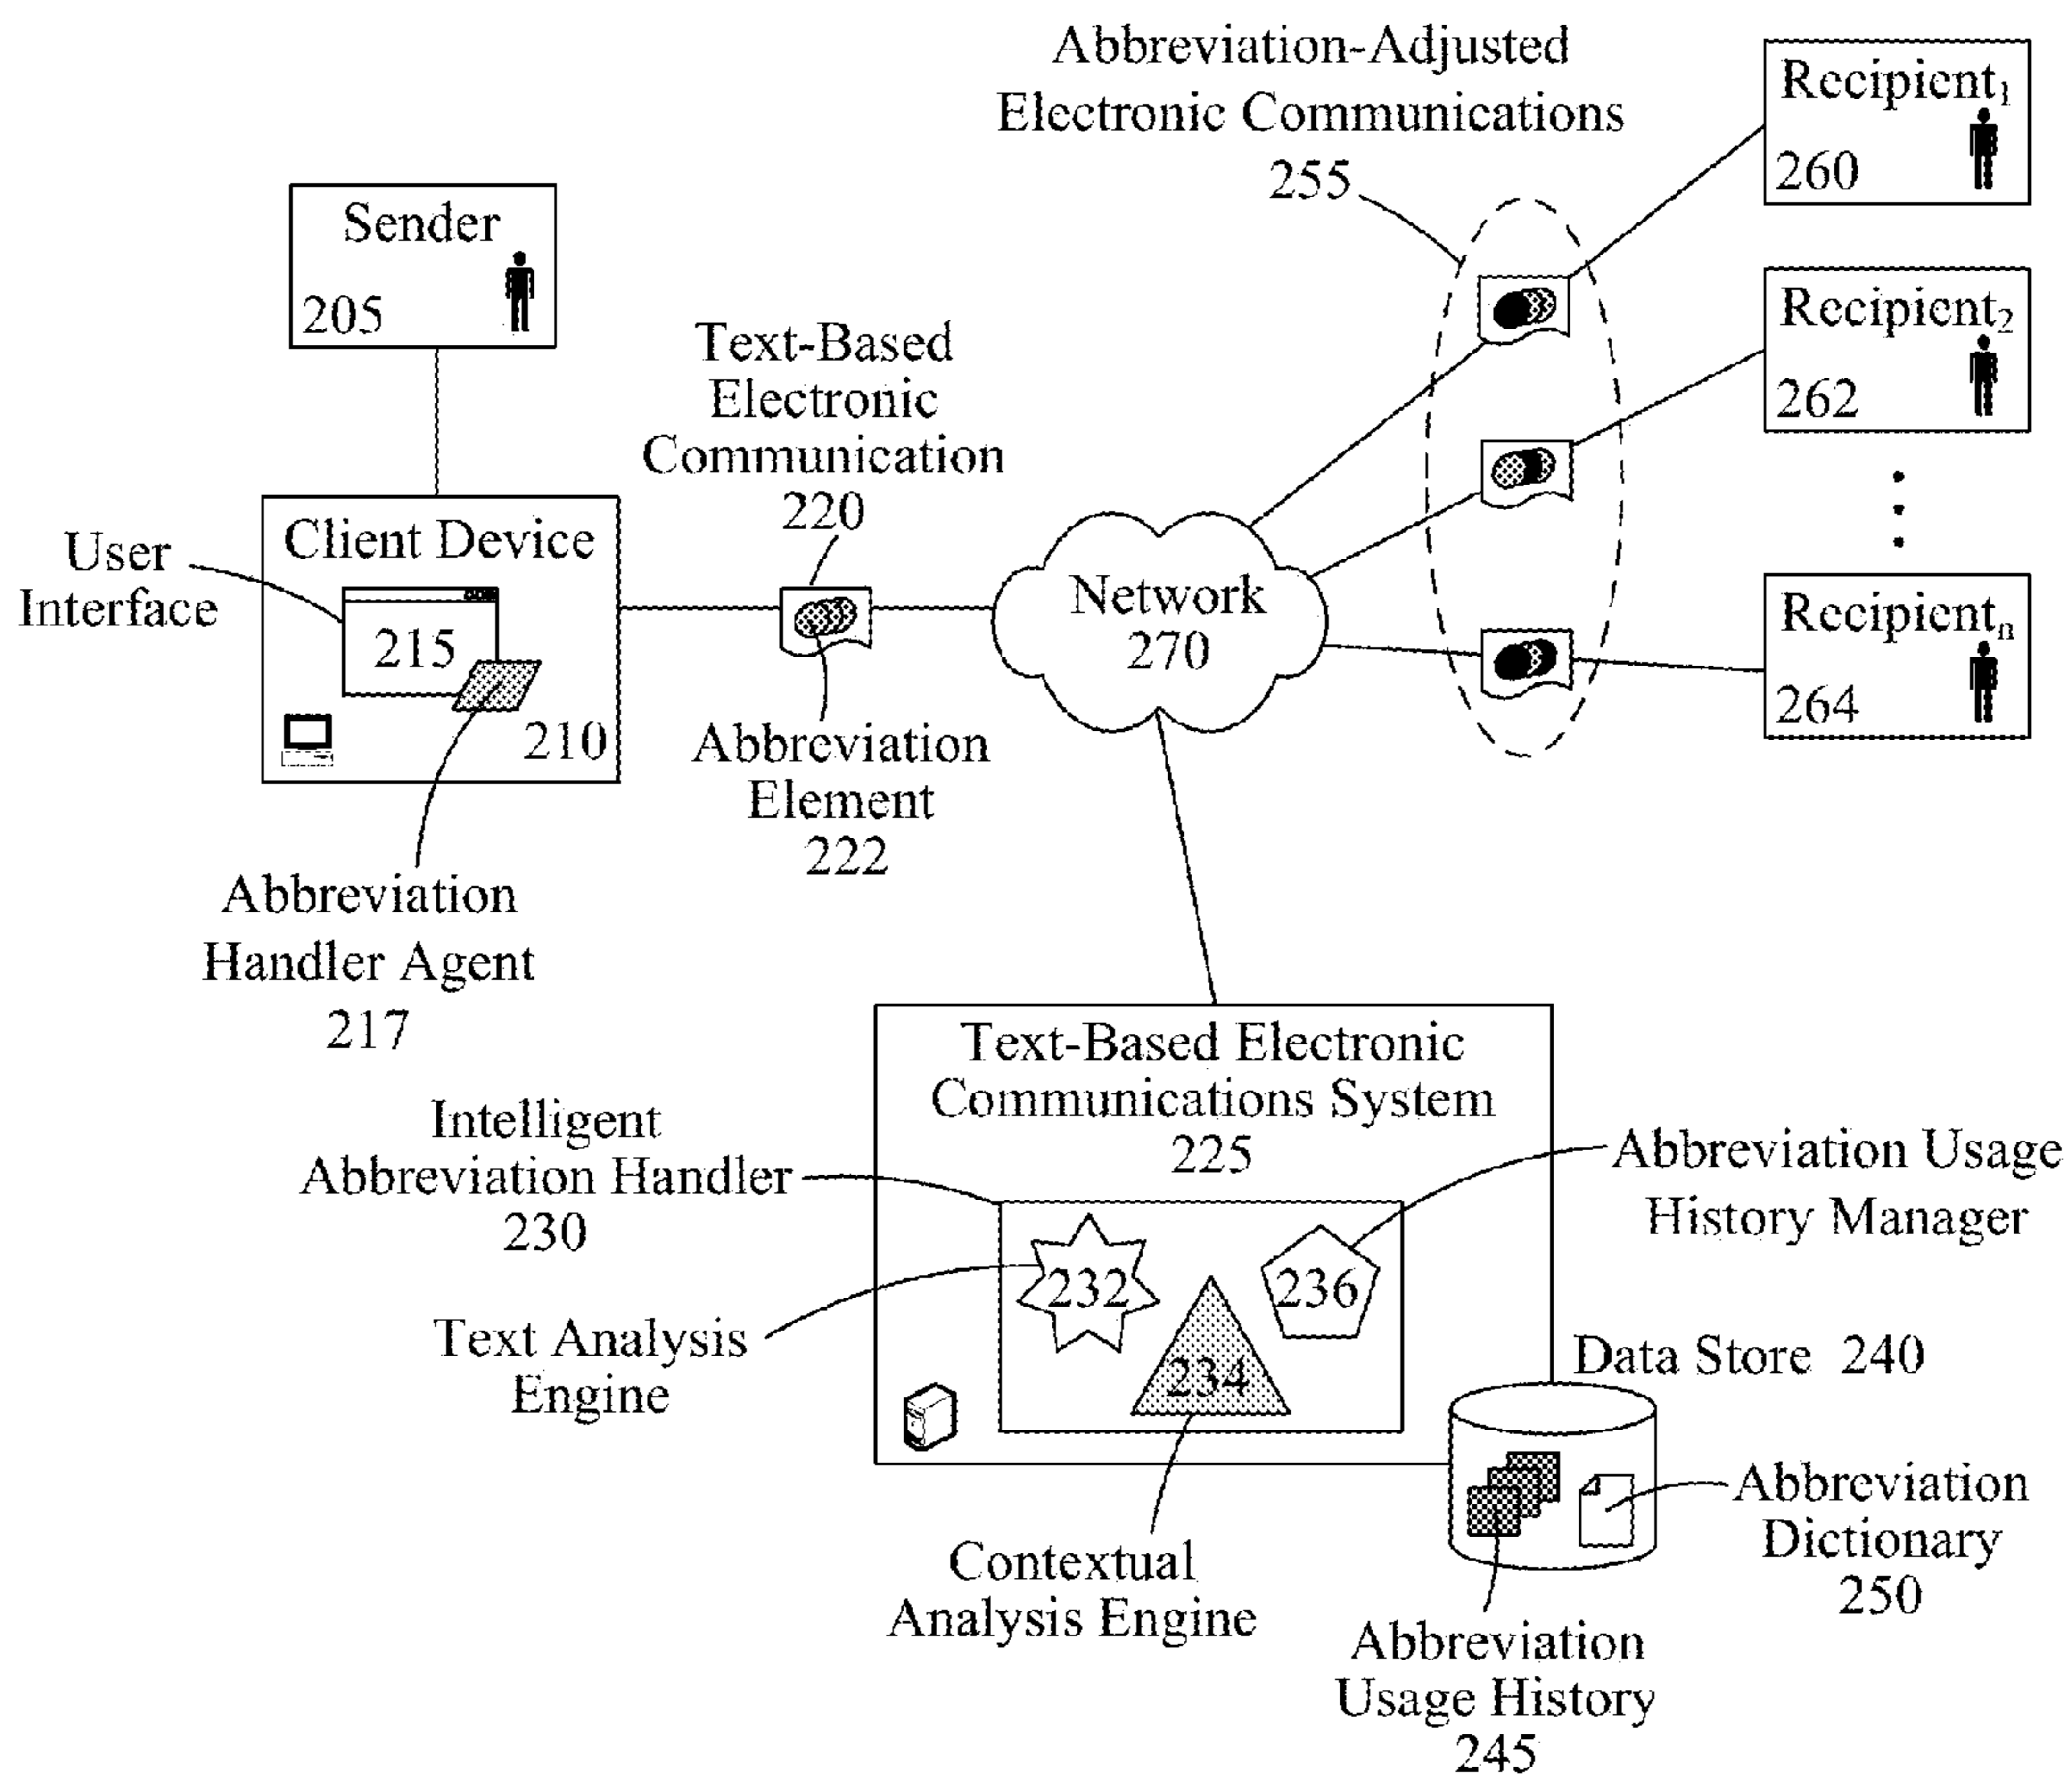 Abbreviation-Adjusted
Electronic Communications
255
Recipient1
260
Recipient2
262
Recipientn
264
Sender
205
Text-Based
Electronic
Communication
220
Client Device
User
Interface
215
210
Network
270
Abbreviation
Element
222
Abbreviation
Handler Agent
217
Text-Based Electronic
Communications System
225
Intelligent
Abbreviation Handler
230
Abbreviation Usage
History Manager
232
236
234
Text Analysis
Engine
Data Store 240
Contextual
Analysis Engine
Abbreviation
Dictionary
250
Abbreviation
Usage History
245